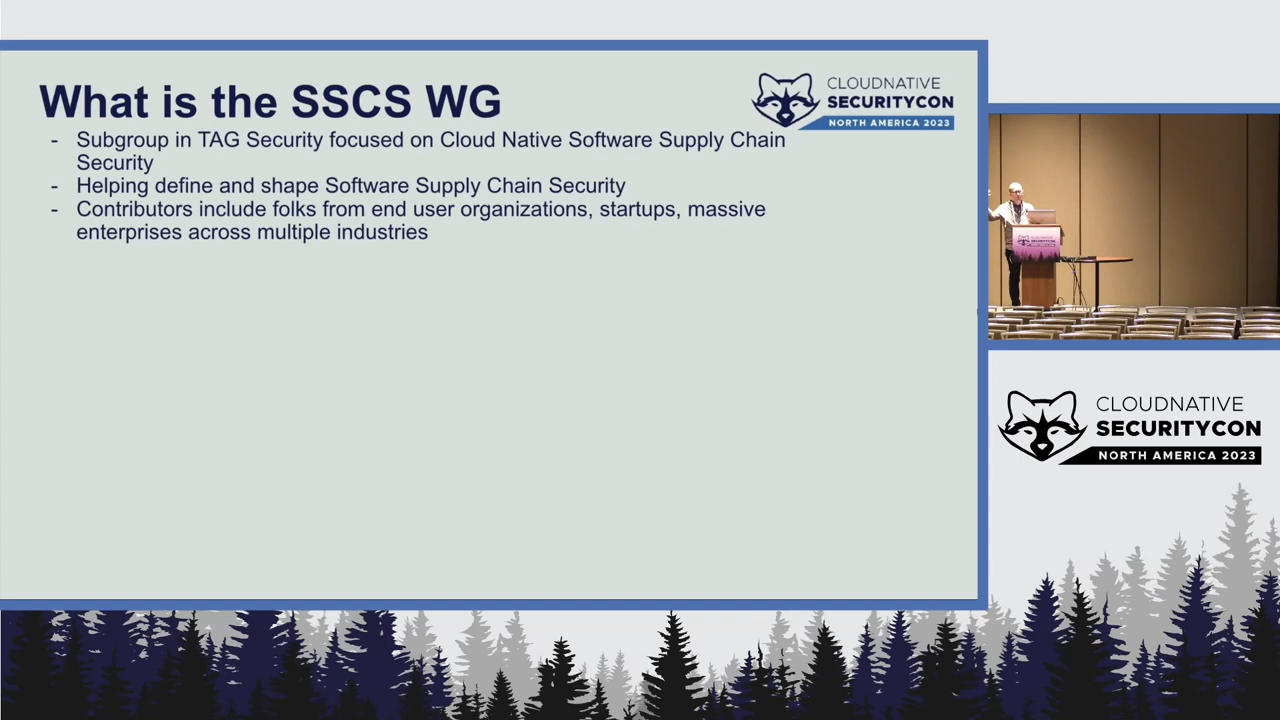 What is the SSCS WG
CLOUDNATIVE
SECURITYCON
NORTH AMERICA 2023
- Subgroup in TAG Security focused on Cloud Native Software Supply Chain
Security
- Helping define and shape Software Supply Chain Security
- Contributors include folks from end user organizations, startups, massive
enterprises across multiple industries
CLOUDNATIVE
SECURITYCON
NORTH AMERICA 2023